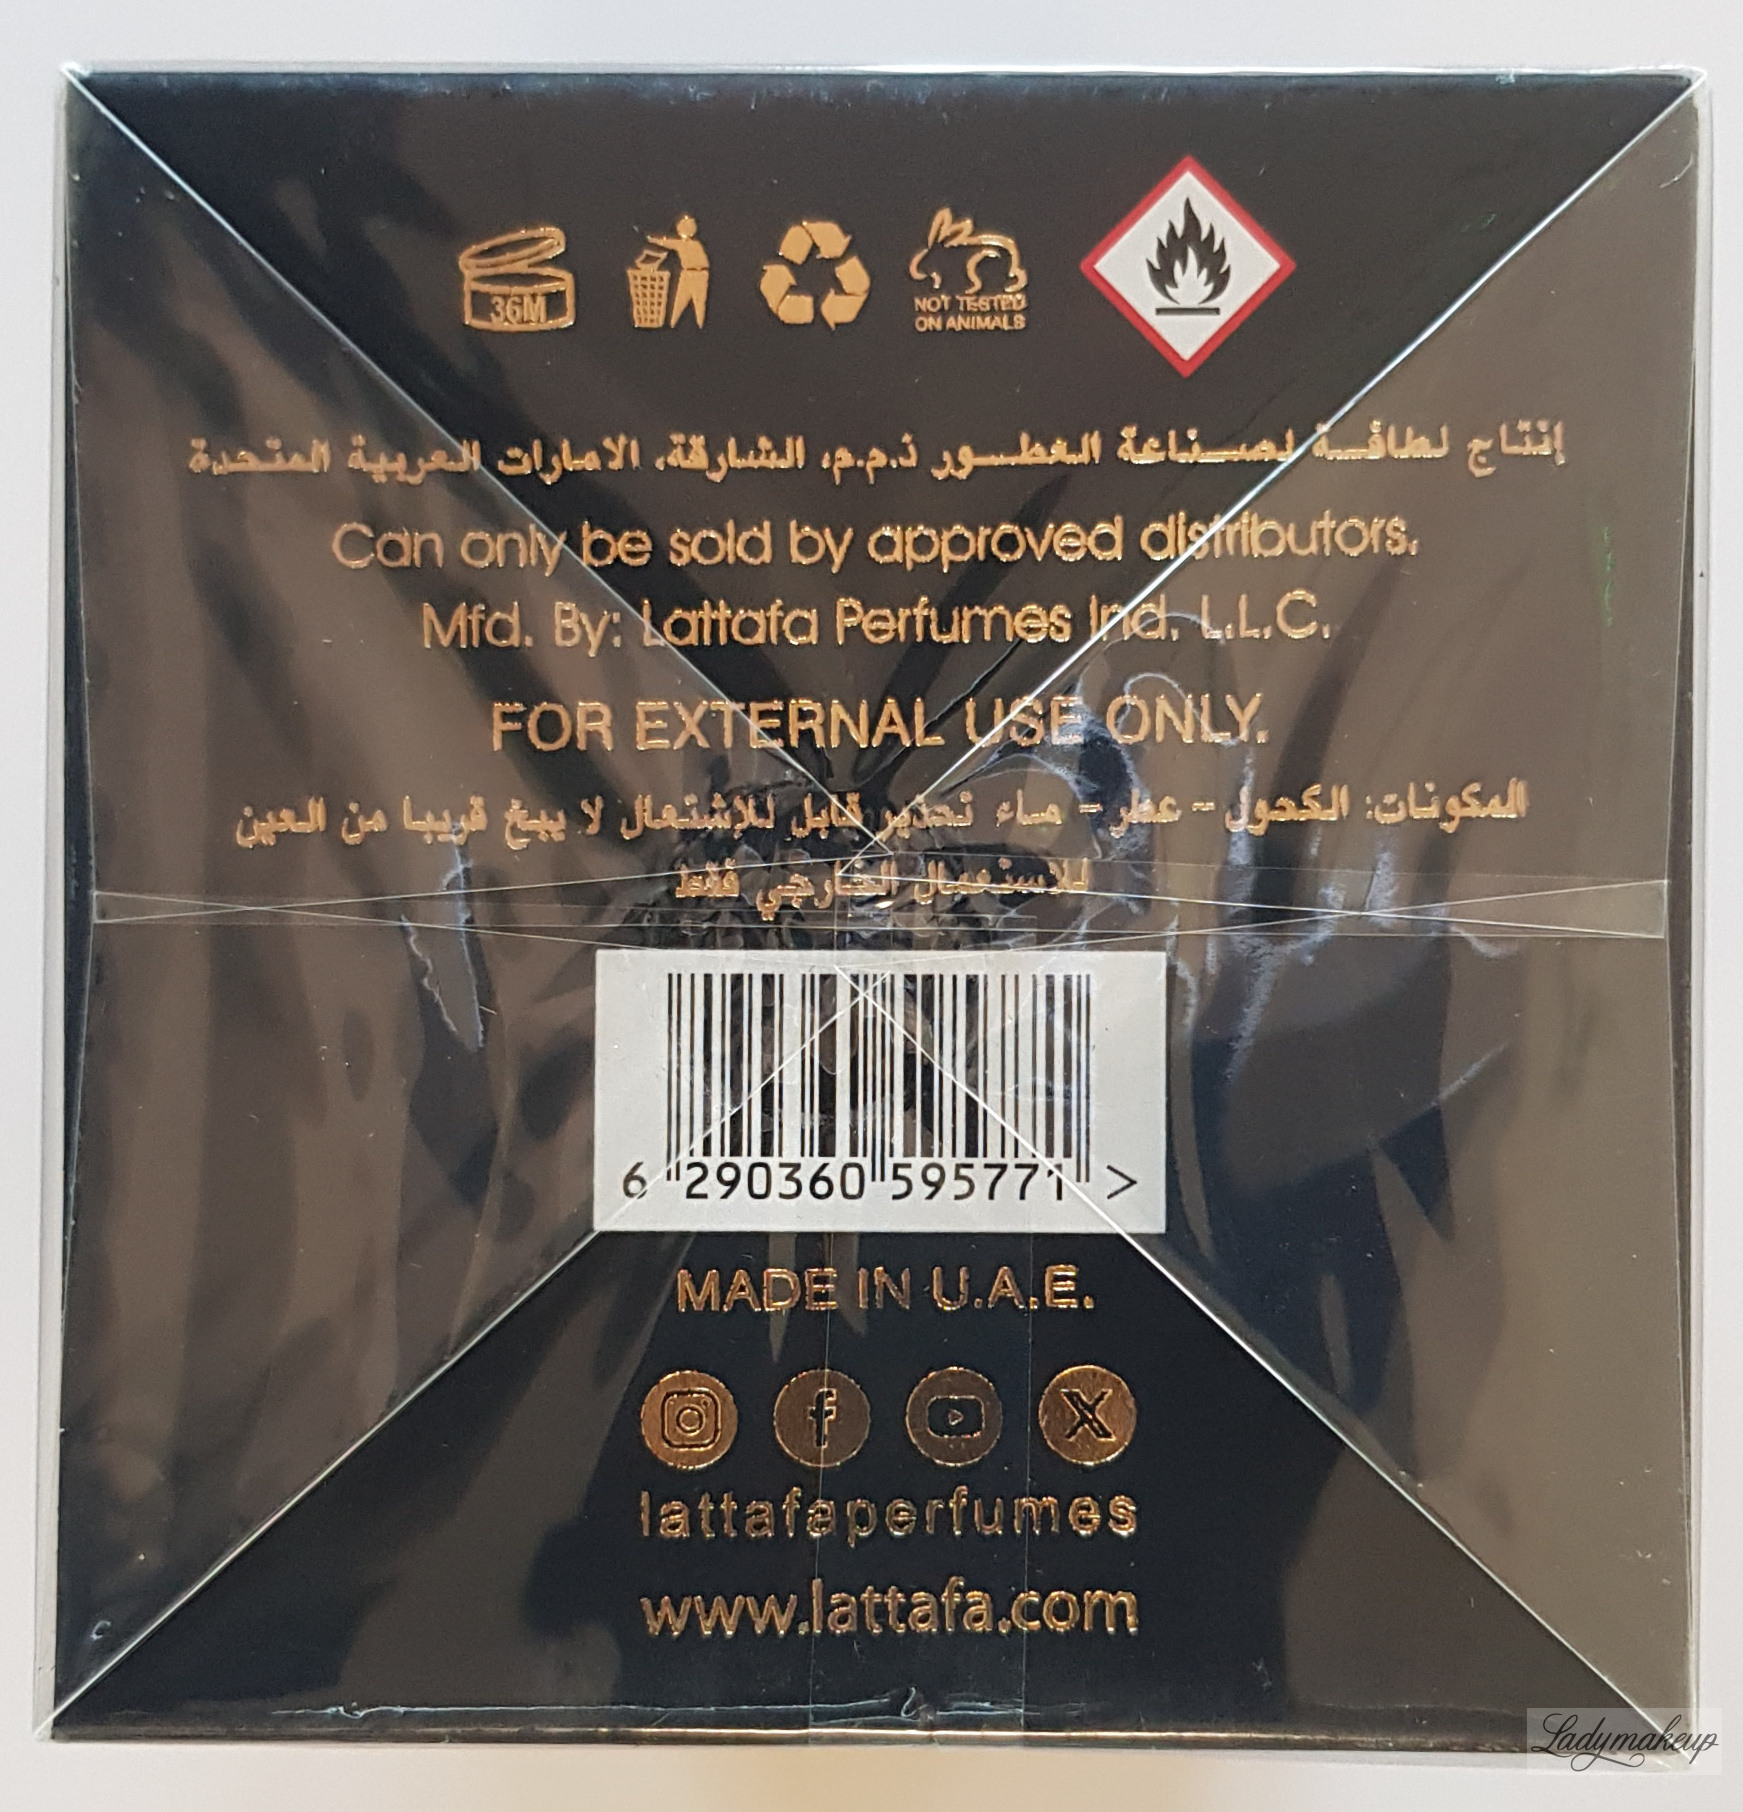 36M
NOT TESTED
ON ANIMALS
إنتاج لطافة لصناعة العطور ذ.م.م، الشارقة، الامارات العربية المتحدة
Can only be sold by approved distributors.
Mfd. By: Lattafa Perfumes Ind. L.L.C.
FOR EXTERNAL USE ONLY.
المكونات: الكحول - عطر - ماء تحذير قابل للإشتعال لا يبخ قريبا من العين
للاستعمال الخارجي فقط
6 290360 595771 >
MADE IN U.A.E.
lattafaperfumes
www.lattafa.com
Ladymakeup